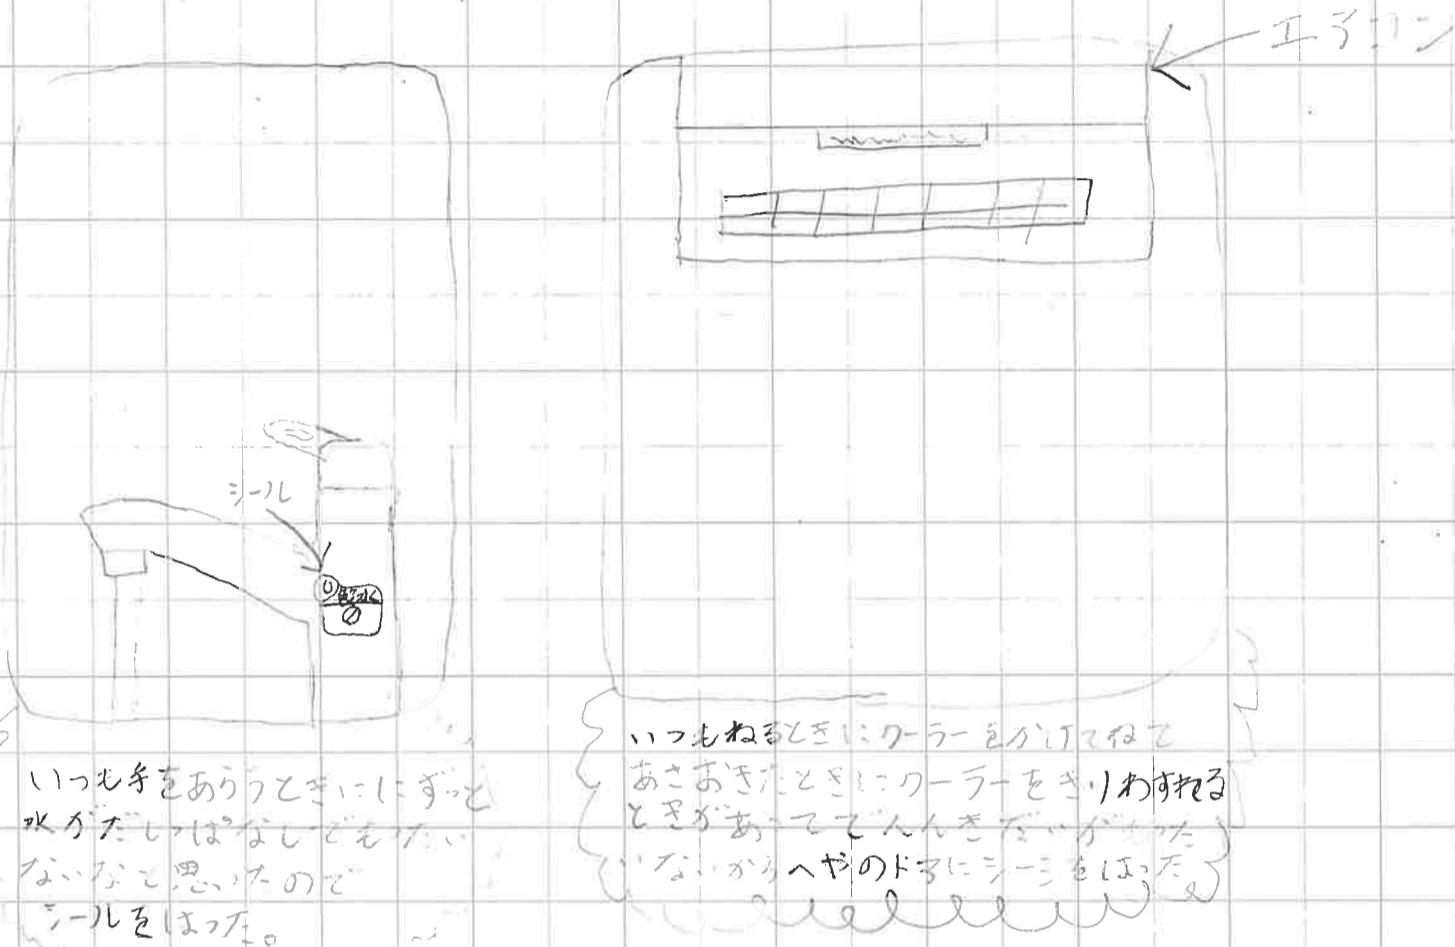 エアコン
シール
節水
いつも手をあらうときににずっと
水がだしっぱなしでもったい
ないなと思ったので
シールをはった。
いつもねるときにクーラーをかけてねて
あさおきたときにクーラーをきりわすれる
ときがあってでんんきだいがもった
いないからへやのドアにシールをはった